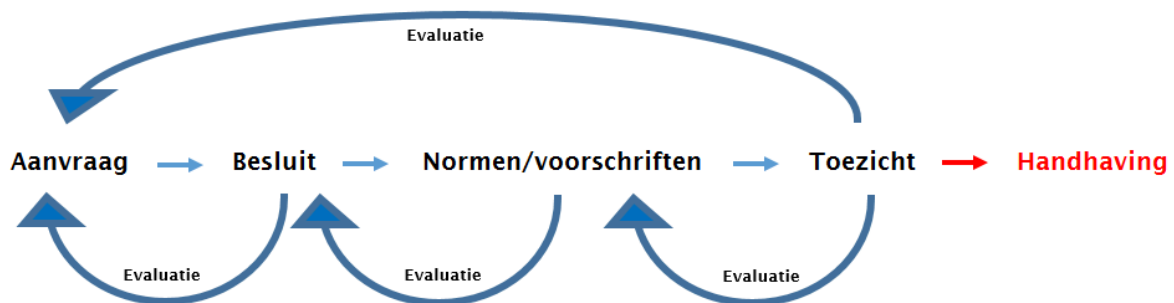 Evaluatie
Aanvraag Besluit Normen/voorschriften Toezicht Handhaving
Evaluatie Evaluatie Evaluatie